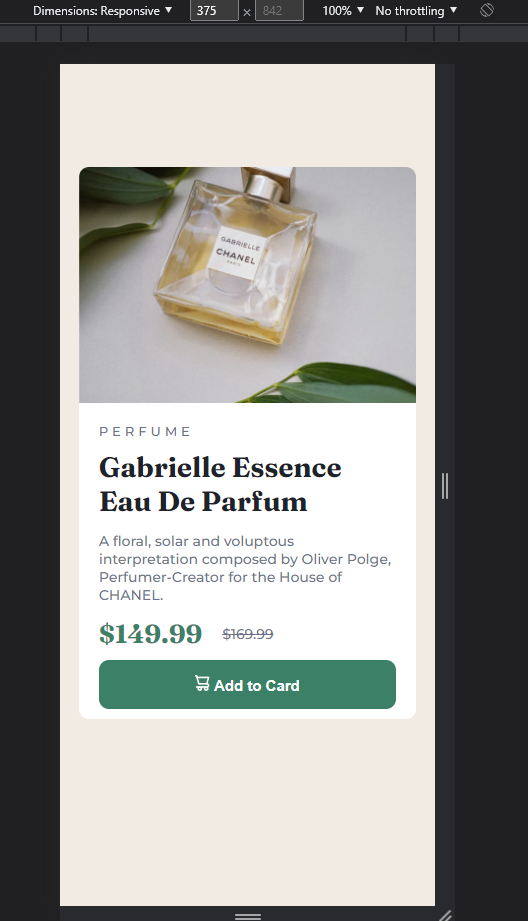 Dimensions: Responsive ▼ 375 × 842 100% ▼ No throttling ▼
GABRIELLE
CHANEL
PARIS
PERFUME
Gabrielle Essence
Eau De Parfum
A floral, solar and voluptous
interpretation composed by Oliver Polge,
Perfumer-Creator for the House of
CHANEL.
$149.99 $169.99
Add to Card